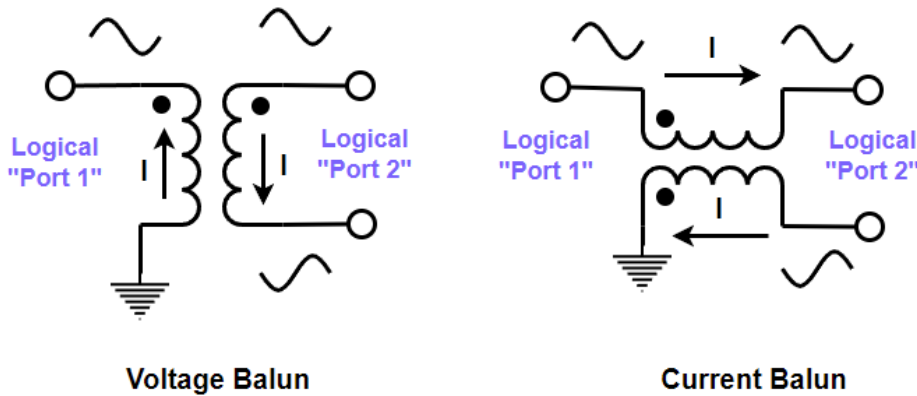 I
Logical
"Port 1"
I
I
Logical
"Port 2"
Logical
"Port 1"
I
Logical
"Port 2"
Voltage Balun
Current Balun